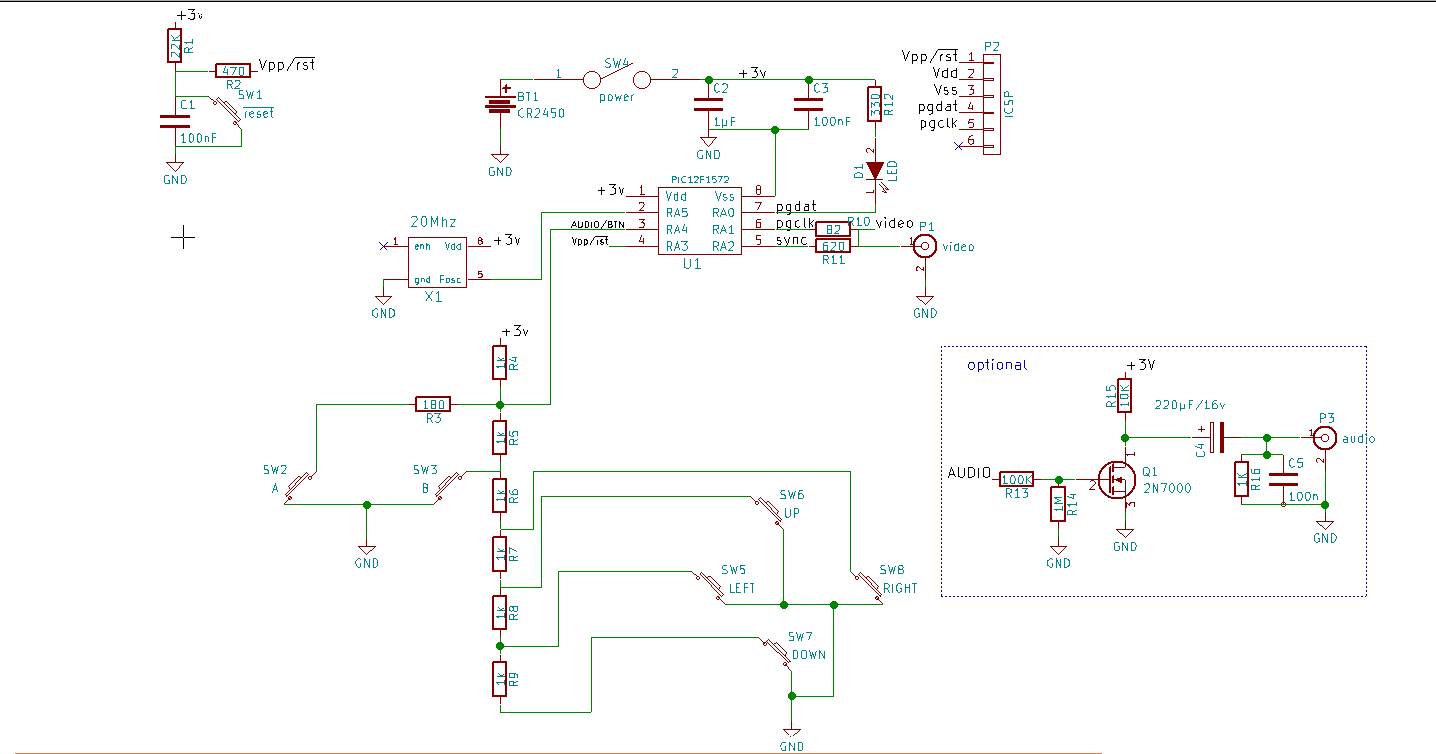 +3v
22K
R1
470
Vpp/rst
R2
SW1
reset
C1
100nF
GND
1
SW4
2
power
+3v
BT1
CR2450
GND
C2
1µF
C3
100nF
GND
330
R12
2
D1
LED
1
P2
Vpp/rst 1
Vdd 2
Vss 3
pgdat 4
pgclk 5
6
ICSP
PIC12F1572
+3v 1 Vdd Vss 8
2 RA5 RA0 7 pgdat
AUDIO/BTN 3 RA4 RA1 6 pgclk 82 R10 video
Vpp/rst 4 RA3 RA2 5 sync 620
U1
R11
P1
1
video
2
GND
20Mhz
1 enh Vdd 8 +3v
gnd Fosc 5
X1
GND
+3v
1k
R4
180
R3
1k
R5
SW2
A
SW3
B
1k
R6
GND
1k
R7
1k
R8
1k
R9
SW6
UP
SW5
LEFT
SW8
RIGHT
SW7
DOWN
GND
optional
+3V
R15
10K
220µF/16v
+
C4
P3
1
audio
2
AUDIO
100K
R13
1M
R14
1
2
3
Q1
2N7000
1K
R16
C5
100n
GND
GND
GND